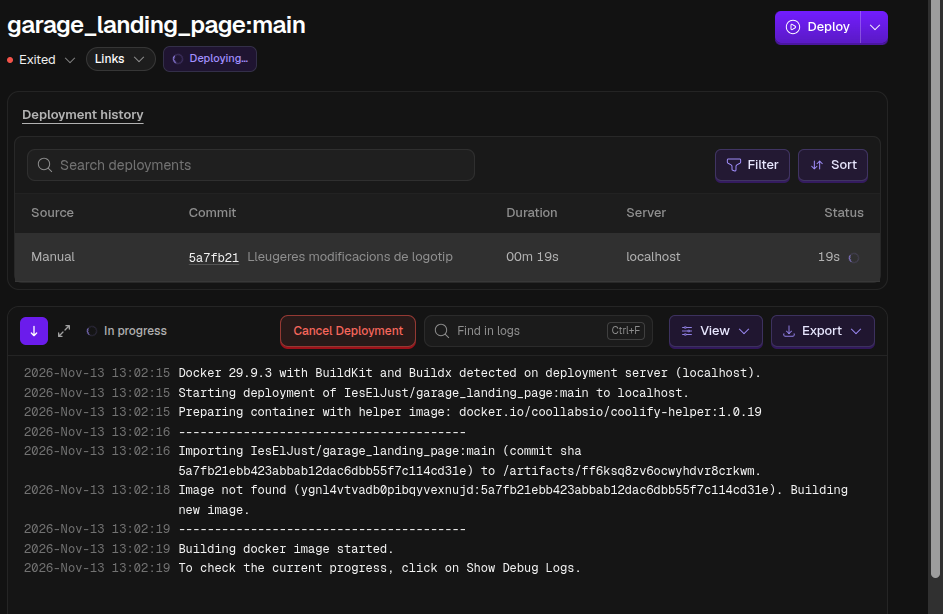 garage_landing_page:main
Deploy
Exited
Links
Deploying...
Deployment history
Search deployments
Filter
Sort
Source Commit Duration Server Status
Manual 5a7fb21 Lleugeres modificacions de logotip 00m 19s localhost 19s
In progress
Cancel Deployment
Find in logs
Ctrl+F
View
Export
2026-Nov-13 13:02:15 Docker 29.9.3 with BuildKit and Buildx detected on deployment server (localhost).
2026-Nov-13 13:02:15 Starting deployment of IesElJust/garage_landing_page:main to localhost.
2026-Nov-13 13:02:15 Preparing container with helper image: docker.io/coollabsio/coolify-helper:1.0.19
2026-Nov-13 13:02:16 ----------------------------------------
2026-Nov-13 13:02:16 Importing IesElJust/garage_landing_page:main (commit sha
5a7fb21ebb423abbab12dac6dbb55f7c114cd31e) to /artifacts/ff6ksq8zv6ocwyhdvr8crkwm.
2026-Nov-13 13:02:18 Image not found (ygnl4vtvadb0pibqyvexnujd:5a7fb21ebb423abbab12dac6dbb55f7c114cd31e). Building
new image.
2026-Nov-13 13:02:19 ----------------------------------------
2026-Nov-13 13:02:19 Building docker image started.
2026-Nov-13 13:02:19 To check the current progress, click on Show Debug Logs.